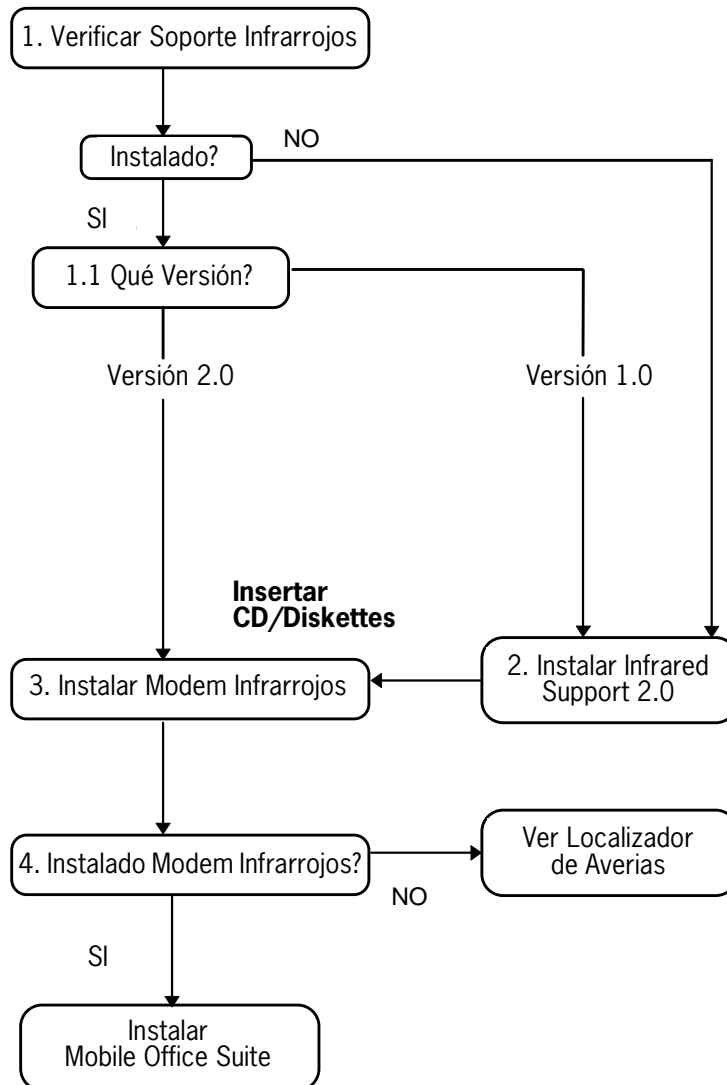 1. Verificar Soporte Infrarrojos
NO
Instalado?
SI
1.1 Qué Versión?
Versión 2.0
Versión 1.0
Insertar
CD/Diskettes
2. Instalar Infrared
Support 2.0
3. Instalar Modem Infrarrojos
Ver Localizador
de Averias
4. Instalado Modem Infrarrojos?
NO
SI
Instalar
Mobile Office Suite